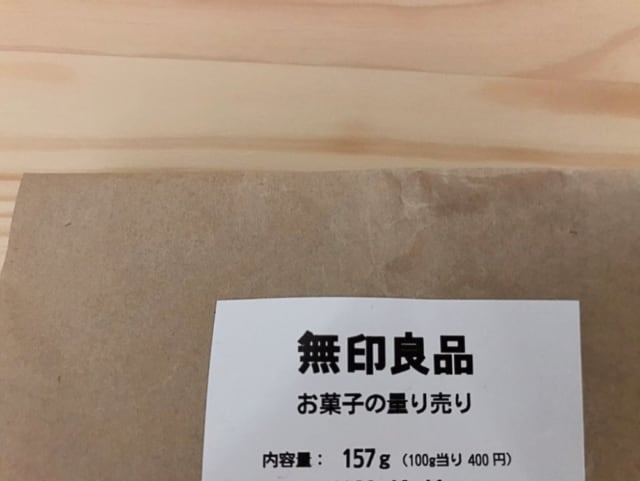 無印良品
お菓子の量り売り
内容量： 157g （100g当り 400 円）